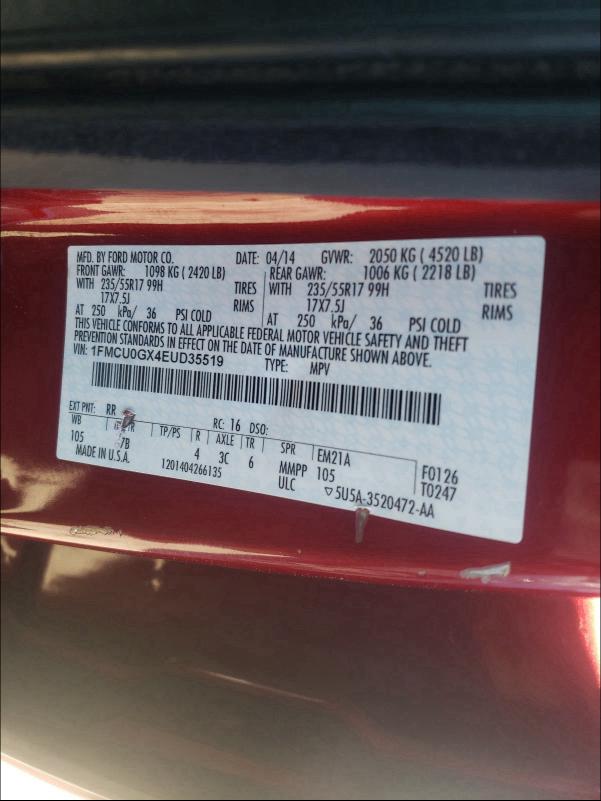 MFD. BY FORD MOTOR CO. DATE: 04/14 GVWR: 2050 KG ( 4520 LB)
FRONT GAWR: 1098 KG ( 2420 LB) REAR GAWR: 1006 KG ( 2218 LB)
WITH 235/55R17 99H TIRES WITH 235/55R17 99H TIRES
17X7.5J RIMS 17X7.5J RIMS
AT 250 kPa/ 36 PSI COLD AT 250 kPa/ 36 PSI COLD
THIS VEHICLE CONFORMS TO ALL APPLICABLE FEDERAL MOTOR VEHICLE SAFETY AND THEFT
PREVENTION STANDARDS IN EFFECT ON THE DATE OF MANUFACTURE SHOWN ABOVE.
VIN: 1FMCU0GX4EUD35519 TYPE: MPV
EXT PNT: RR RC: 16 DSO:
WB TP/PS R AXLE TR SPR EM21A F0126
105 7B 4 3C 6 MMPP 105 T0247
MADE IN U.S.A. 1201404266135 ULC ▽5U5A-3520472-AA